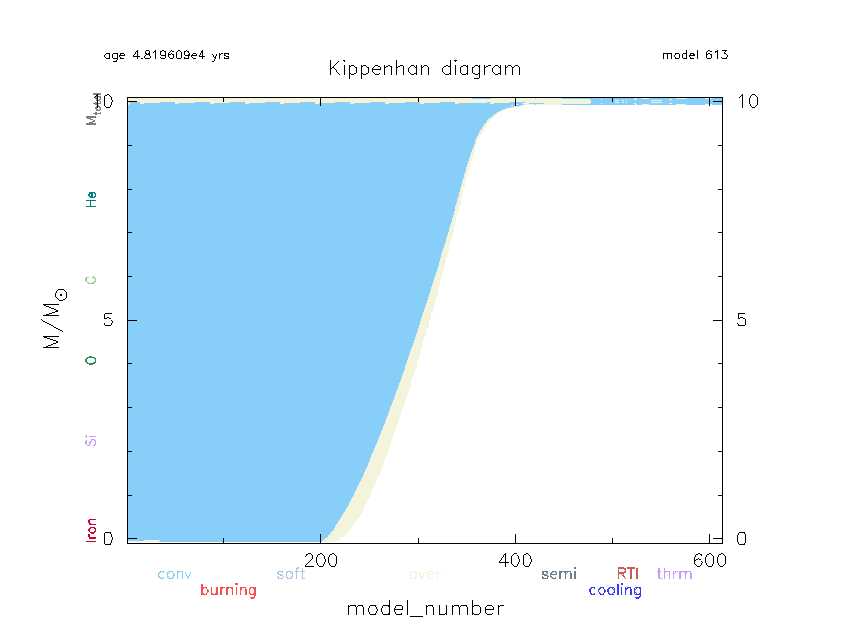 age 4.819609e4 yrs
model 613
Kippenhan diagram
M_total
10
10
He
C
M/M☉
5
5
O
Si
Iron
0
0
200
400
600
conv
soft
over
semi
RTI
thrm
burning
cooling
model_number